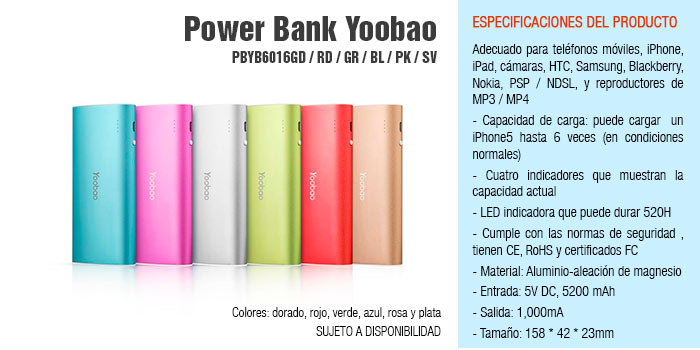 Power Bank Yoobao
PBYB6016GD / RD / GR / BL / PK / SV
Yoobao
Yoobao
Yoobao
Yoobao
Yoobao
Yoobao
Colores: dorado, rojo, verde, azul, rosa y plata
SUJETO A DISPONIBILIDAD
ESPECIFICACIONES DEL PRODUCTO
Adecuado para teléfonos móviles, iPhone,
iPad, cámaras, HTC, Samsung, Blackberry,
Nokia, PSP / NDSL, y reproductores de
MP3 / MP4
- Capacidad de carga: puede cargar un
iPhone5 hasta 6 veces (en condiciones
normales)
- Cuatro indicadores que muestran la
capacidad actual
- LED indicadora que puede durar 520H
- Cumple con las normas de seguridad ,
tienen CE, RoHS y certificados FC
- Material: Aluminio-aleación de magnesio
- Entrada: 5V DC, 5200 mAh
- Salida: 1,000mA
- Tamaño: 158 * 42 * 23mm